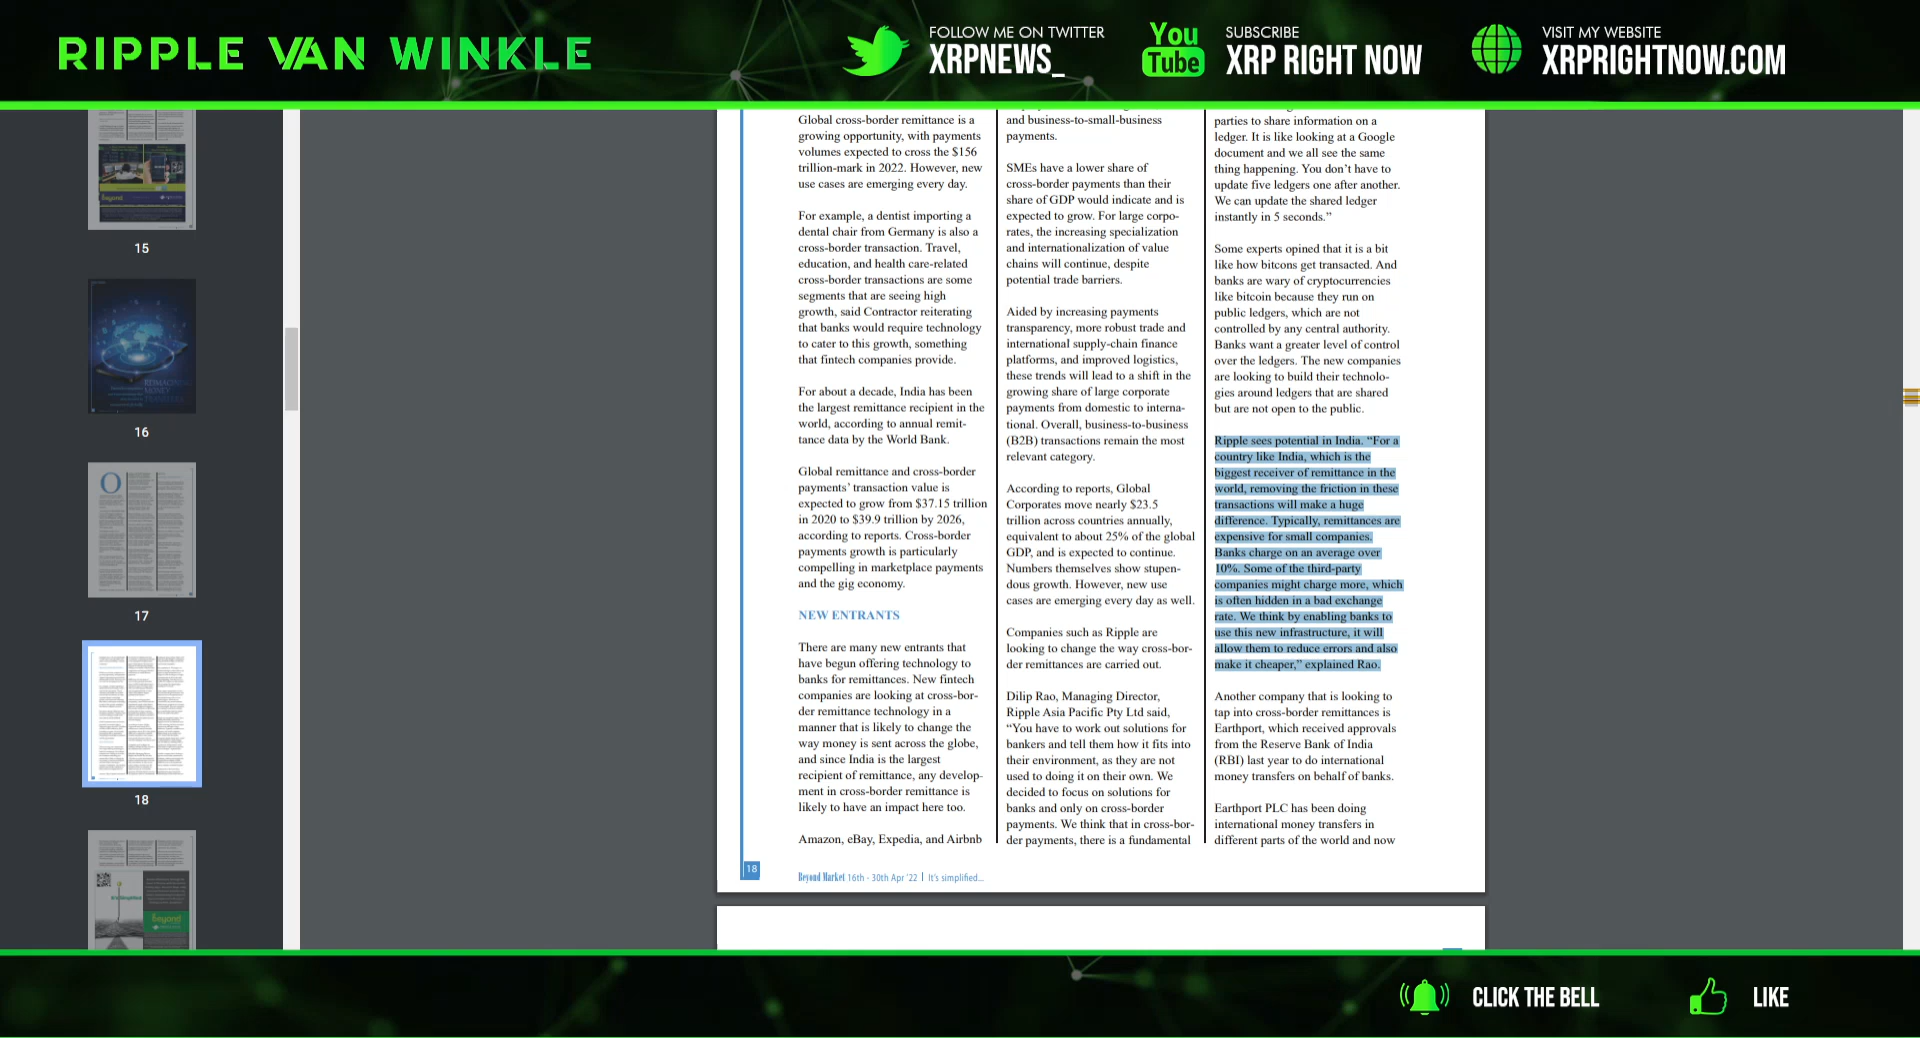 RIPPLE VAN WINKLE
FOLLOW ME ON TWITTER
XRPNEWS_
You
Tube
SUBSCRIBE
XRP RIGHT NOW
VISIT MY WEBSITE
XRPRIGHTNOW.COM
15
16
17
18
Global cross-border remittance is a
growing opportunity, with payments
volumes expected to cross the $156
trillion-mark in 2022. However, new
use cases are emerging every day.
For example, a dentist importing a
dental chair from Germany is also a
cross-border transaction. Travel,
education, and health care-related
cross-border transactions are some
segments that are seeing high
growth, said Contractor reiterating
that banks would require technology
to cater to this growth, something
that fintech companies provide.
For about a decade, India has been
the largest remittance recipient in the
world, according to annual remit-
tance data by the World Bank.
Global remittance and cross-border
payments' transaction value is
expected to grow from $37.15 trillion
in 2020 to $39.9 trillion by 2026,
according to reports. Cross-border
payments growth is particularly
compelling in marketplace payments
and the gig economy.
NEW ENTRANTS
There are many new entrants that
have begun offering technology to
banks for remittances. New fintech
companies are looking at cross-bor-
der remittance technology in a
manner that is likely to change the
way money is sent across the globe,
and since India is the largest
recipient of remittance, any develop-
ment in cross-border remittance is
likely to have an impact here too.
Amazon, eBay, Expedia, and Airbnb
and business-to-small-business
payments.
SMEs have a lower share of
cross-border payments than their
share of GDP would indicate and is
expected to grow. For large corpo-
rates, the increasing specialization
and internationalization of value
chains will continue, despite
potential trade barriers.
Aided by increasing payments
transparency, more robust trade and
international supply-chain finance
platforms, and improved logistics,
these trends will lead to a shift in the
growing share of large corporate
payments from domestic to interna-
tional. Overall, business-to-business
(B2B) transactions remain the most
relevant category.
According to reports, Global
Corporates move nearly $23.5
trillion across countries annually,
equivalent to about 25% of the global
GDP, and is expected to continue.
Numbers themselves show stupen-
dous growth. However, new use
cases are emerging every day as well.
Companies such as Ripple are
looking to change the way cross-bor-
der remittances are carried out.
Dilip Rao, Managing Director,
Ripple Asia Pacific Pty Ltd said,
“You have to work out solutions for
bankers and tell them how it fits into
their environment, as they are not
used to doing it on their own. We
decided to focus on solutions for
banks and only on cross-border
payments. We think that in cross-bor-
der payments, there is a fundamental
parties to share information on a
ledger. It is like looking at a Google
document and we all see the same
thing happening. You don't have to
update five ledgers one after another.
We can update the shared ledger
instantly in 5 seconds.”
Some experts opined that it is a bit
like how bitcons get transacted. And
banks are wary of cryptocurrencies
like bitcoin because they run on
public ledgers, which are not
controlled by any central authority.
Banks want a greater level of control
over the ledgers. The new companies
are looking to build their technolo-
gies around ledgers that are shared
but are not open to the public.
Ripple sees potential in India. “For a
country like India, which is the
biggest receiver of remittance in the
world, removing the friction in these
transactions will make a huge
difference. Typically, remittances are
expensive for small companies.
Banks charge on an average over
10%. Some of the third-party
companies might charge more, which
is often hidden in a bad exchange
rate. We think by enabling banks to
use this new infrastructure, it will
allow them to reduce errors and also
make it cheaper,” explained Rao.
Another company that is looking to
tap into cross-border remittances is
Earthport, which received approvals
from the Reserve Bank of India
(RBI) last year to do international
money transfers on behalf of banks.
Earthport PLC has been doing
international money transfers in
different parts of the world and now
18
Beyond Market 16th - 30th Apr '22 | It's simplified...
CLICK THE BELL
LIKE